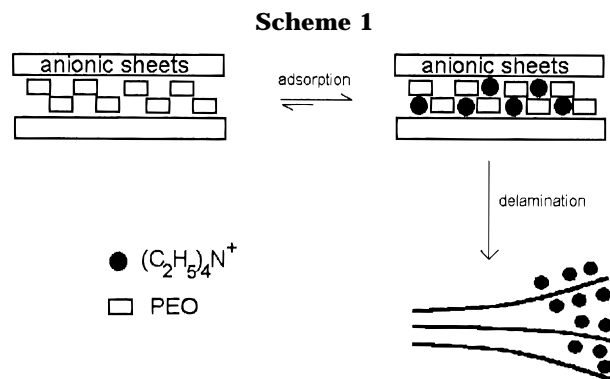 Scheme 1
anionic sheets
adsorption
anionic sheets
delamination
(C2H5)4N+
PEO